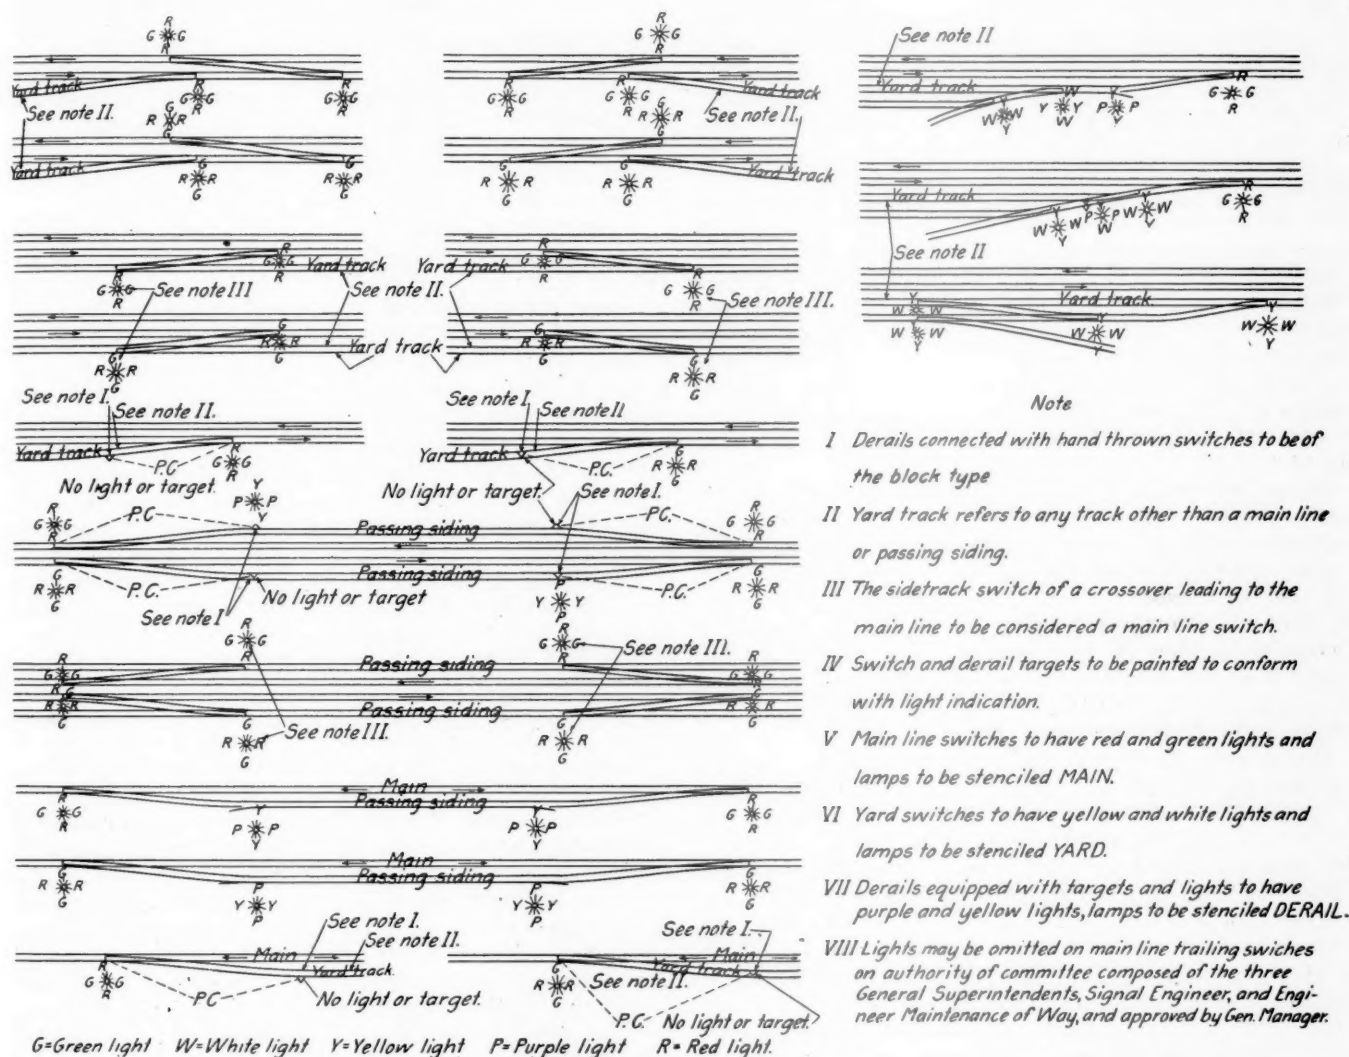 R
G G
R
R
G G
R
See note II
Yard track
See note II.
R
G G
R
R
G G
R
G
R R
G
Yard track
R
G G
R
R
G G
R
G
R R
G
Yard track
See note II.
Yard track
W W
Y
W
Y Y
W
Y
P P
Y
R
G G
R
Yard track
G
R R
G
G
R R
G
G
R R
G
G
R R
G
Yard track
Yard track
Y
W W
Y
P P
W
Y
W W
Y
R
G G
R
See note II
R
G G
R
G G
R
Yard track
See note III
See note II.
Yard track
R
G G
R
G G
R
See note III.
Yard track
Y
W W
Y
W W
Y
W W
Y
Y
W W
Y
G
R R
G
R R
G
Yard track
G
R R
G
R R
G
See note I.
See note II.
Yard track
P.C.
R
G G
R
No light or target.
See note I
See note II
Yard track
P.C.
G
R R
G
No light or target.
See note I.
R
G G
R
P.C.
Y
P P
Y
Passing siding
P.C.
R
G G
R
G
R R
G
P.C.
Passing siding
P
Y Y
P
P.C.
G
R R
G
See note I
No light or target
R
G G
R
R
G G
R
See note III.
R
G G
R
R R
G
Passing siding
Passing siding
R
G G
G
R R
G
G
R R
G
See note III.
G
R R
G
Main
Passing siding
R
G G
R
Y
P P
Y
Y
P P
Y
R
G G
R
Main
Passing siding
G
R R
G
P
Y Y
P
P
Y Y
P
G
R R
G
See note I.
See note II.
Main
Yard track.
R
G G
R
P.C.
No light or target.
See note I.
Main
Yard track
See note II.
G
R R
G
P.C.
No light or target.
Note
I Derails connected with hand thrown switches to be of
the block type
II Yard track refers to any track other than a main line
or passing siding.
III The sidetrack switch of a crossover leading to the
main line to be considered a main line switch.
IV Switch and derail targets to be painted to conform
with light indication.
V Main line switches to have red and green lights and
lamps to be stenciled MAIN.
VI Yard switches to have yellow and white lights and
lamps to be stenciled YARD.
VII Derails equipped with targets and lights to have
purple and yellow lights, lamps to be stenciled DERAIL.
VIII Lights may be omitted on main line trailing swiches
on authority of committee composed of the three
General Superintendents, Signal Engineer, and Engi-
neer Maintenance of Way, and approved by Gen. Manager.
G=Green light W=White light Y=Yellow light P=Purple light R=Red light.